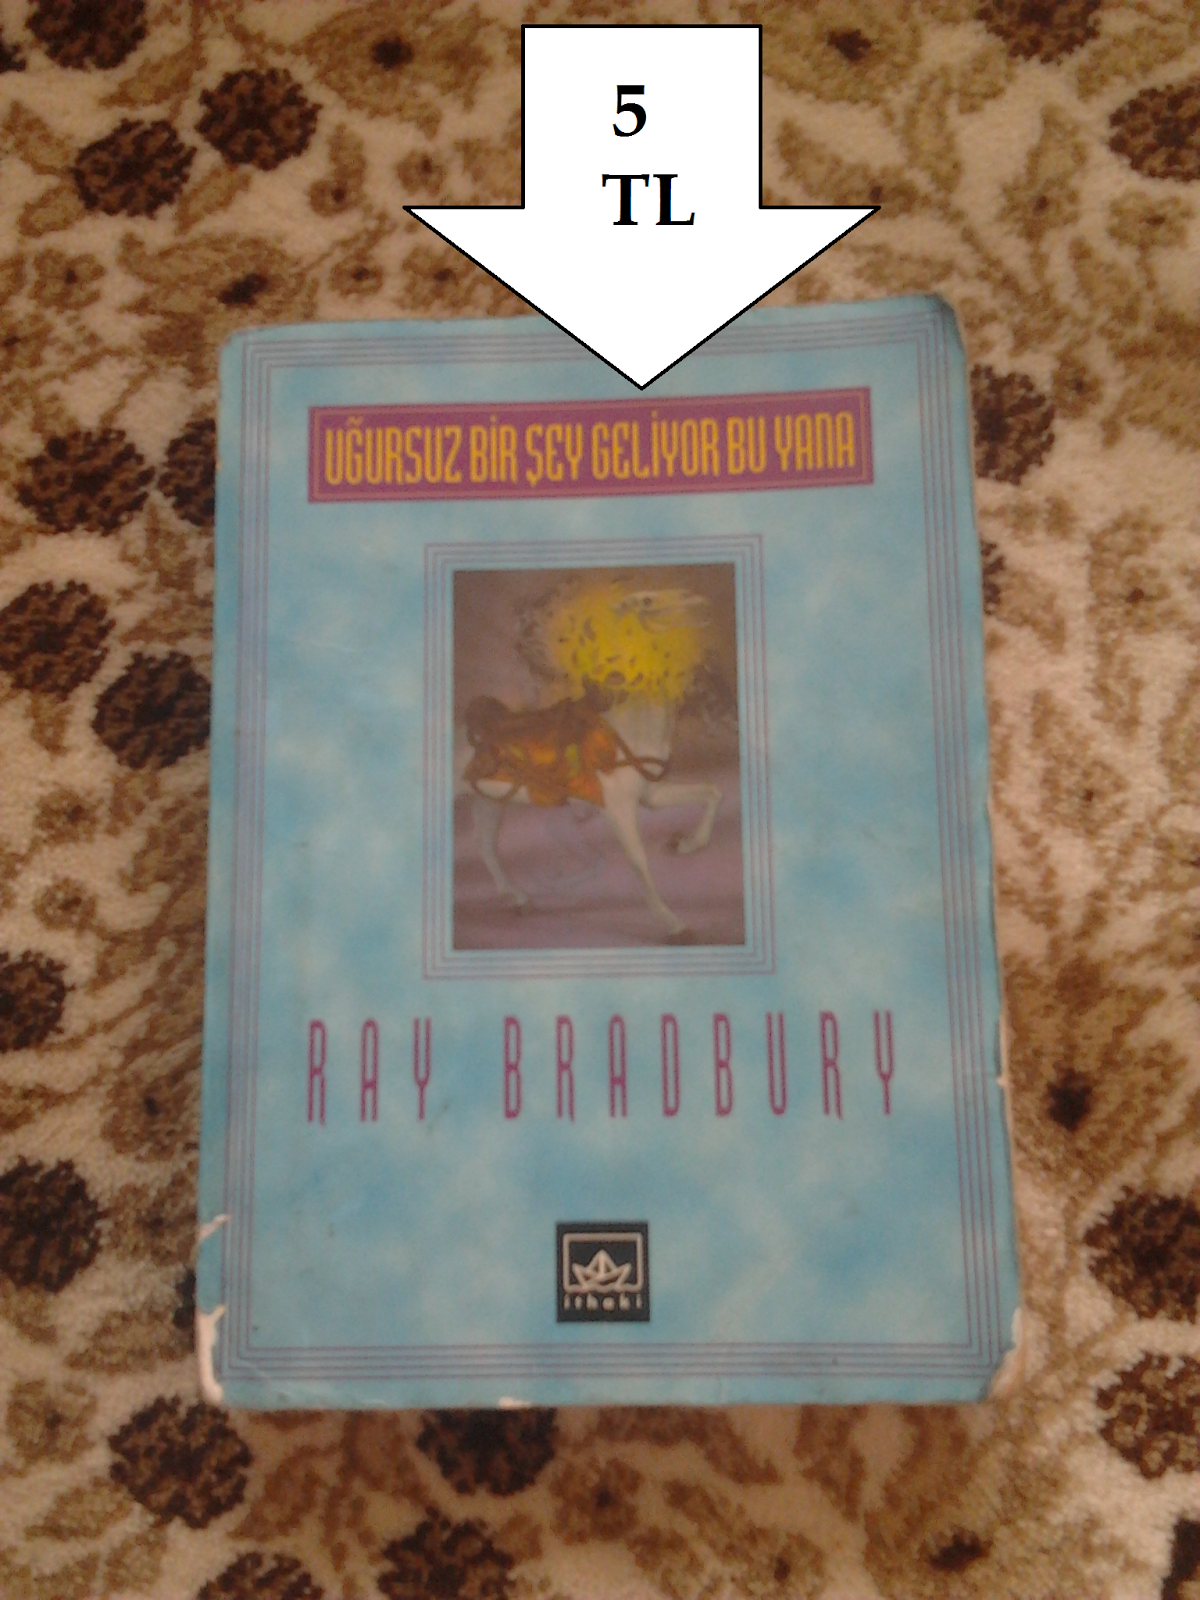 5
TL
UĞURSUZ BİR ŞEY GELİYOR BU YANA
RAY BRADBURY
ithaki